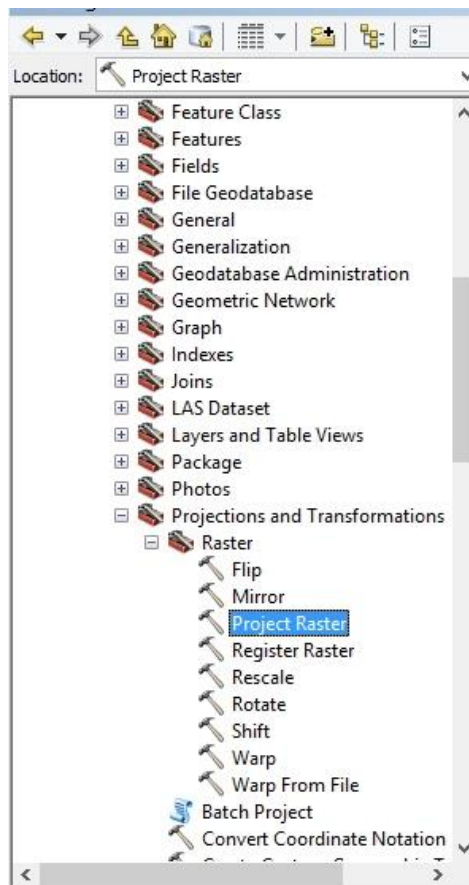 Location: Project Raster
Feature Class
Features
Fields
File Geodatabase
General
Generalization
Geodatabase Administration
Geometric Network
Graph
Indexes
Joins
LAS Dataset
Layers and Table Views
Package
Photos
Projections and Transformations
Raster
Flip
Mirror
Project Raster
Register Raster
Rescale
Rotate
Shift
Warp
Warp From File
Batch Project
Convert Coordinate Notation